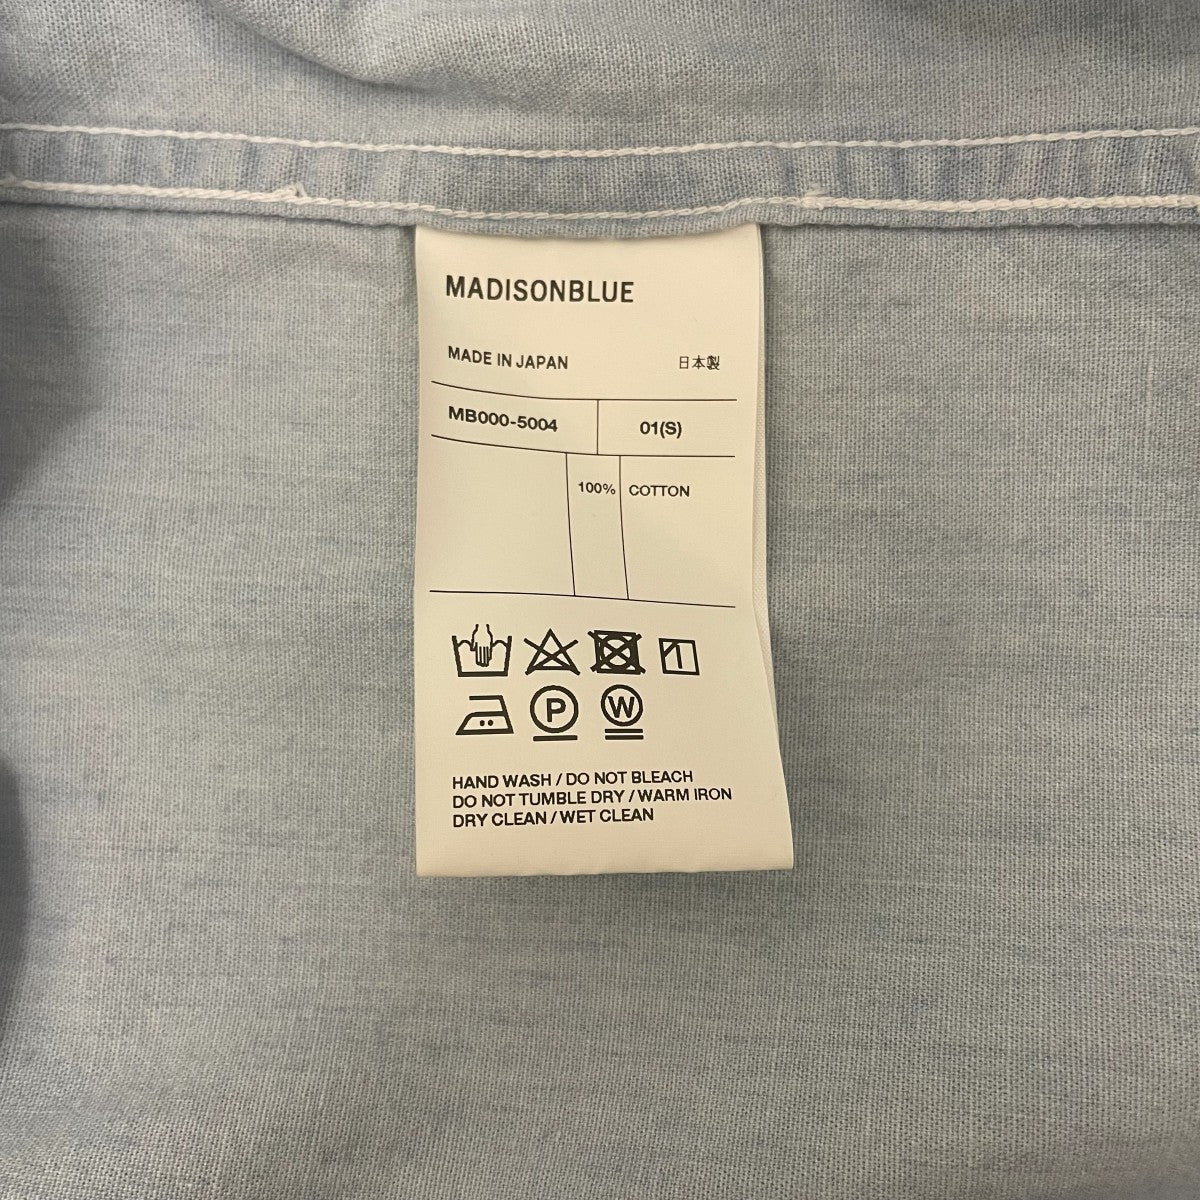 MADISONBLUE
MADE IN JAPAN 日本製
MB000-5004 01(S)
100% COTTON
P W
HAND WASH / DO NOT BLEACH
DO NOT TUMBLE DRY / WARM IRON
DRY CLEAN / WET CLEAN